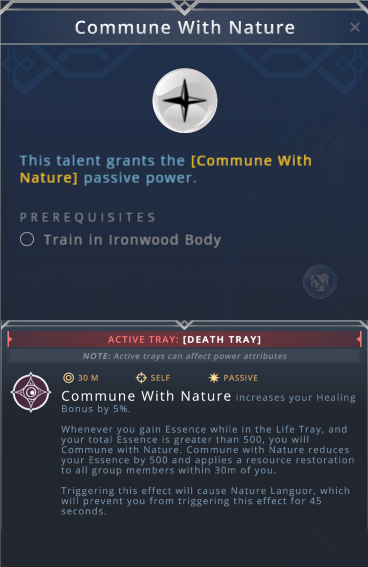 Commune With Nature
This talent grants the [Commune With
Nature] passive power.
PREREQUISITES
Train in Ironwood Body
ACTIVE TRAY: [DEATH TRAY]
NOTE: Active trays can affect power attributes
30 M SELF PASSIVE
Commune With Nature increases your Healing
Bonus by 5%.
Whenever you gain Essence while in the Life Tray, and
your total Essence is greater than 500, you will
Commune with Nature. Commune with Nature reduces
your Essence by 500 and applies a resource restoration
to all group members within 30m of you.
Triggering this effect will cause Nature Languor, which
will prevent you from triggering this effect for 45
seconds.